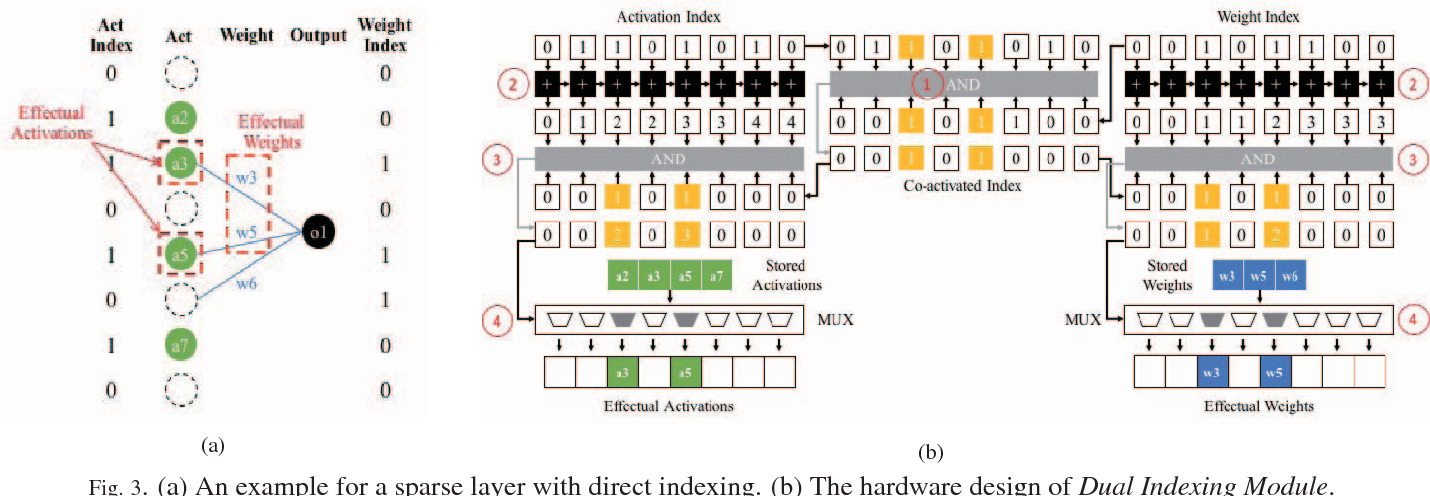 Act Index Act Weight Output Weight Index
0 0
1 a2 0
Effectual Activations
Effectual Weights
1 a3 w3 1
0 0
w5 o1
1 a5 1
w6
0 1
1 a7 0
0 0
(a)
Activation Index Weight Index
0 1 1 0 1 0 1 0 0 1 1 0 1 0 1 0 0 0 1 0 1 1 0 0
2 + + + + + + + + 1 AND + + + + + + + + 2
0 1 2 2 3 3 4 4 0 0 1 0 1 1 0 0 0 0 1 1 2 3 3 3
3 AND 0 0 1 0 1 0 0 0 AND 3
Co-activated Index
0 0 1 0 1 0 0 0 0 0 1 0 1 0 0 0
0 0 2 0 3 0 0 0 0 0 1 0 2 0 0 0
a2 a3 a5 a7 Stored Activations Stored Weights w3 w5 w6
4 MUX MUX 4
a3 a5 w3 w5
Effectual Activations Effectual Weights
(b)
Fig. 3. (a) An example for a sparse layer with direct indexing. (b) The hardware design of Dual Indexing Module.